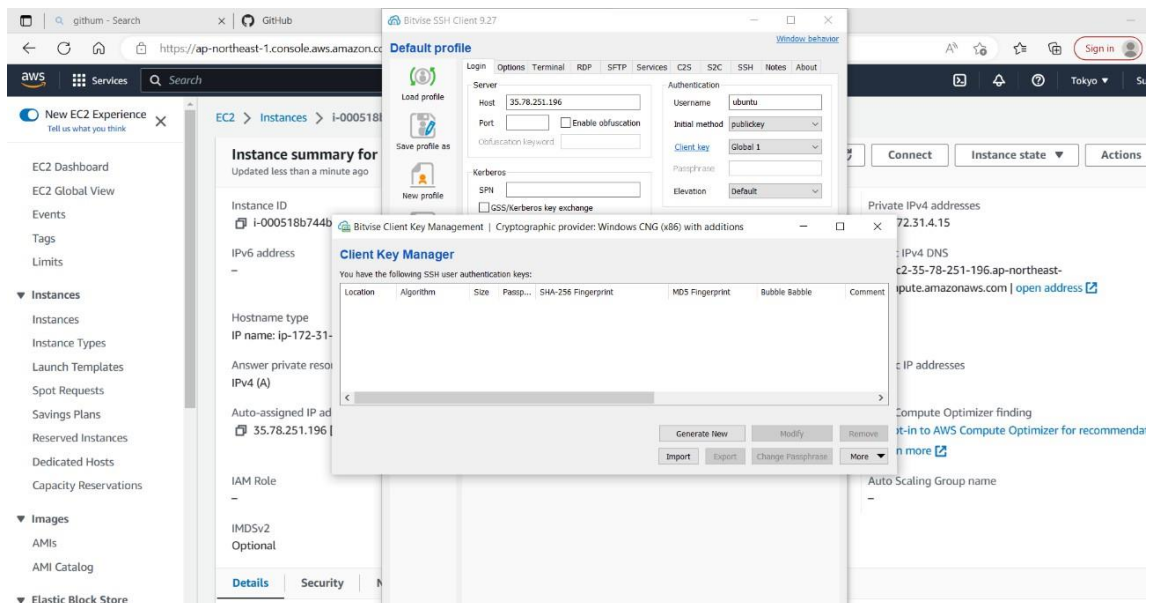 githum - Search
GitHub
https://ap-northeast-1.console.aws.amazon.co
Sign in
aws
Services
Search
Tokyo
Su
New EC2 Experience
Tell us what you think
EC2 Dashboard
EC2 Global View
Events
Tags
Limits
Instances
Instances
Instance Types
Launch Templates
Spot Requests
Savings Plans
Reserved Instances
Dedicated Hosts
Capacity Reservations
Images
AMIs
AMI Catalog
Elastic Block Store
EC2 > Instances > i-000518
Instance summary for
Updated less than a minute ago
Connect
Instance state
Actions
Instance ID
i-000518b744b
IPv6 address
–
Hostname type
IP name: ip-172-31-
Answer private reso
IPv4 (A)
Auto-assigned IP ad
35.78.251.196 [
IAM Role
–
IMDSv2
Optional
Details
Security
Private IPv4 addresses
72.31.4.15
IPv4 DNS
c2-35-78-251-196.ap-northeast-
pute.amazonaws.com | open address
IP addresses
Compute Optimizer finding
t-in to AWS Compute Optimizer for recommenda
n more
Auto Scaling Group name
–
Bitvise SSH Client 9.27
Default profile
Window behavior
Load profile
Save profile as
New profile
Login Options Terminal RDP SFTP Services C2S S2C SSH Notes About
Server
Host 35.78.251.196
Port
Enable obfuscation
Obfuscation keyword
Kerberos
SPN
GSS/Kerberos key exchange
Authentication
Username ubuntu
Initial method publickey
Client key Global 1
Passphrase
Elevation Default
Bitvise Client Key Management | Cryptographic provider: Windows CNG (x86) with additions
Client Key Manager
You have the following SSH user authentication keys:
Location Algorithm Size Passp... SHA-256 Fingerprint MD5 Fingerprint Bubble Babble Comment
Generate New Modify Remove
Import Export Change Passphrase More